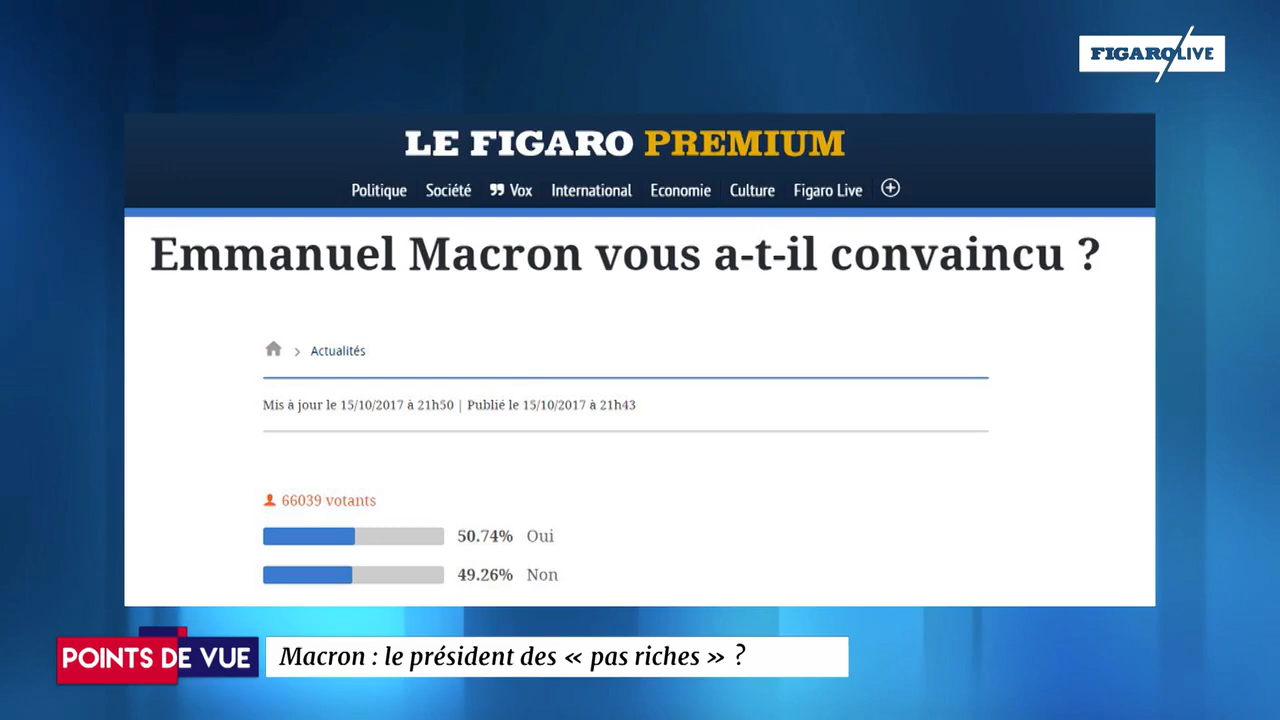 FIGARO LIVE
LE FIGARO PREMIUM
Politique Société Vox International Economie Culture Figaro Live
Emmanuel Macron vous a-t-il convaincu ?
Actualités
Mis à jour le 15/10/2017 à 21h50 | Publié le 15/10/2017 à 21h43
66039 votants
50.74% Oui
49.26% Non
POINTS DE VUE
Macron : le président des « pas riches » ?